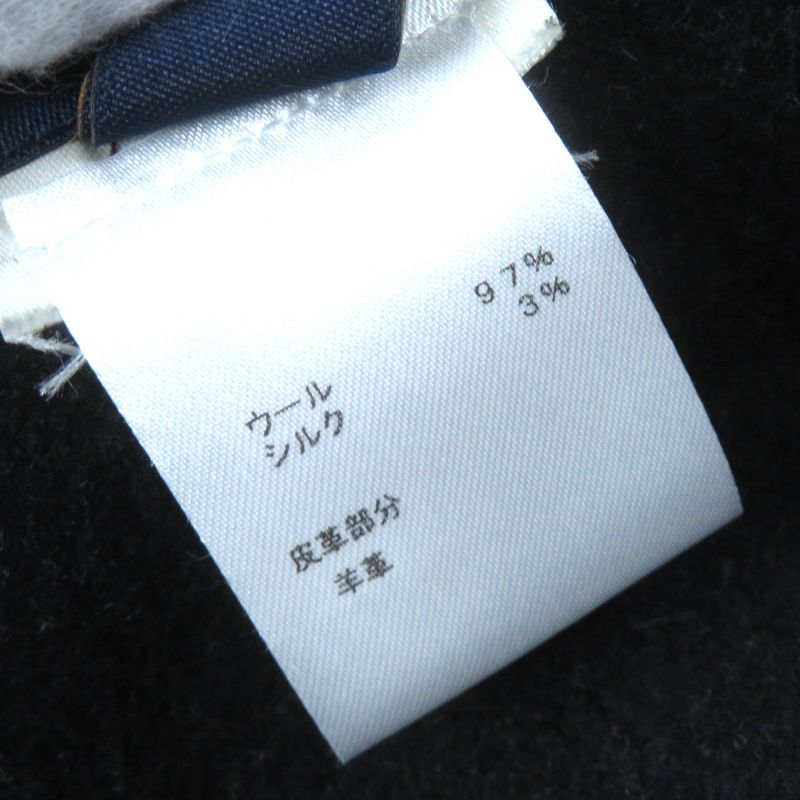 ウール 97%
シルク 3%
皮革部分
羊革